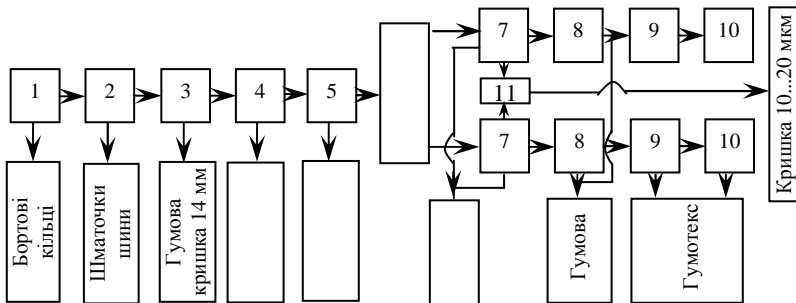 7
8
9
10
1
2
3
4
5
11
Кришка 10...20 мкм
7
8
9
10
Бортові
кільці
Шматочки
шини
Гумова
кришка 14 мм
Гумова
Гумотекс